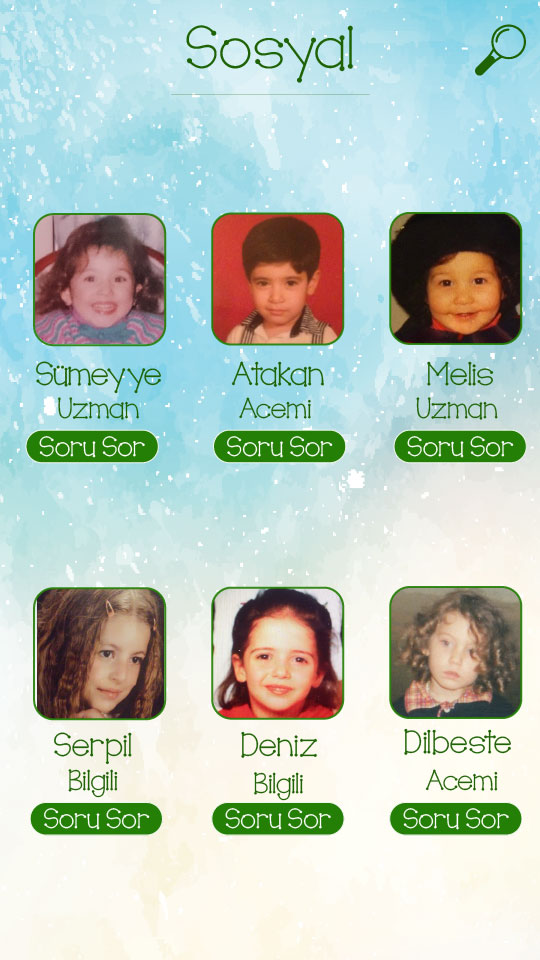 Sosyal
Sümeyye
Uzman
Soru Sor
Atakan
Acemi
Soru Sor
Melis
Uzman
Soru Sor
Serpil
Bilgili
Soru Sor
Deniz
Bilgili
Soru Sor
Dilbeste
Acemi
Soru Sor